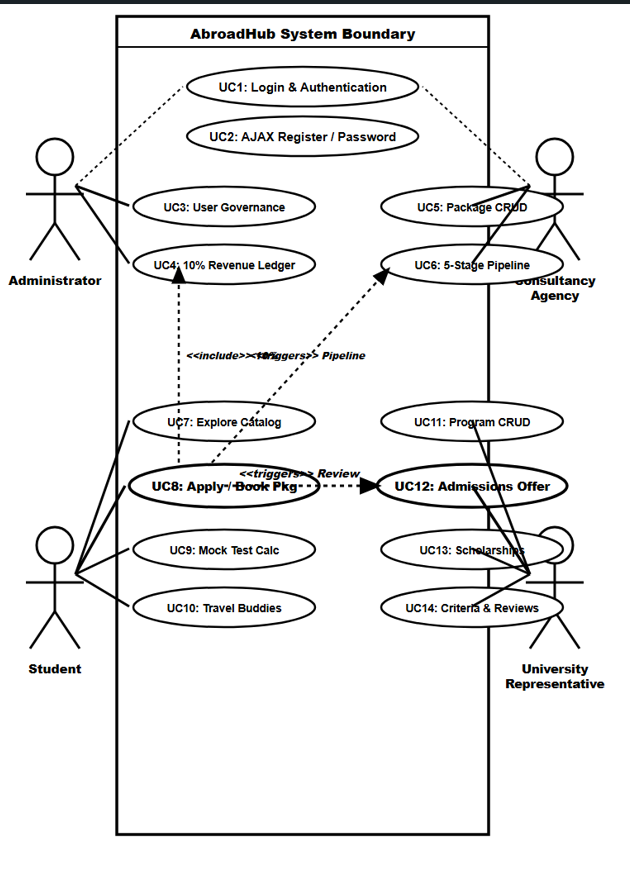 AbroadHub System Boundary
UC1: Login & Authentication
UC2: AJAX Register / Password
UC3: User Governance
UC5: Package CRUD
UC4: 10% Revenue Ledger
UC6: 5-Stage Pipeline
Administrator
Consultancy
Agency
<<include>> 10%
<<triggers>> Pipeline
UC7: Explore Catalog
UC11: Program CRUD
<<triggers>> Review
UC8: Apply / Book Pkg
UC12: Admissions Offer
UC9: Mock Test Calc
UC13: Scholarships
UC10: Travel Buddies
UC14: Criteria & Reviews
Student
University
Representative